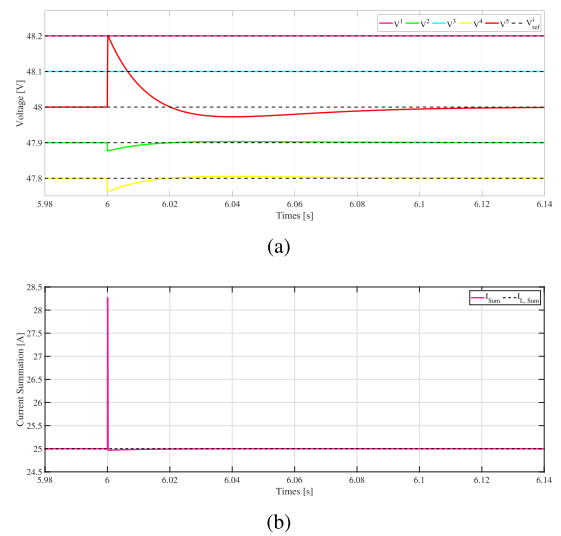 V1 V2 V3 V4 V5 Viref
48.2
48.1
48
47.9
47.8
Voltage [V]
5.98 6 6.02 6.04 6.06 6.08 6.1 6.12 6.14
Times [s]
(a)
28.5
28
27.5
27
26.5
26
25.5
25
24.5
Current Summation [A]
ISum IL, Sum
5.98 6 6.02 6.04 6.06 6.08 6.1 6.12 6.14
Times [s]
(b)